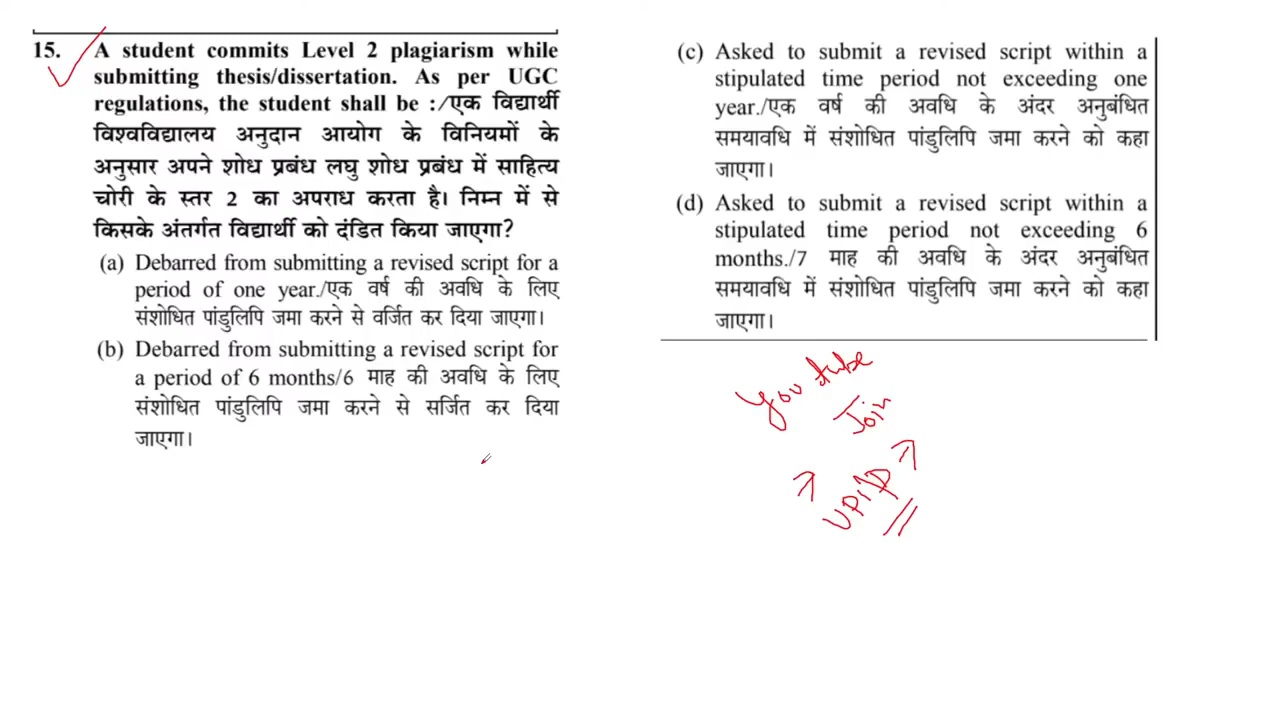 15. A student commits Level 2 plagiarism while
submitting thesis/dissertation. As per UGC
regulations, the student shall be :/एक विद्यार्थी
विश्वविद्यालय अनुदान आयोग के विनियमों के
अनुसार अपने शोध प्रबंध लघु शोध प्रबंध में साहित्य
चोरी के स्तर 2 का अपराध करता है। निम्न में से
किसके अंतर्गत विद्यार्थी को दंडित किया जाएगा?
(a) Debarred from submitting a revised script for a
period of one year./एक वर्ष की अवधि के लिए
संशोधित पांडुलिपि जमा करने से वर्जित कर दिया जाएगा।
(b) Debarred from submitting a revised script for
a period of 6 months/6 माह की अवधि के लिए
संशोधित पांडुलिपि जमा करने से सर्जित कर दिया
जाएगा।
(c) Asked to submit a revised script within a
stipulated time period not exceeding one
year./एक वर्ष की अवधि के अंदर अनुबंधित
समयावधि में संशोधित पांडुलिपि जमा करने को कहा
जाएगा।
(d) Asked to submit a revised script within a
stipulated time period not exceeding 6
months./7 माह की अवधि के अंदर अनुबंधित
समयावधि में संशोधित पांडुलिपि जमा करने को कहा
जाएगा।
You tube
Join